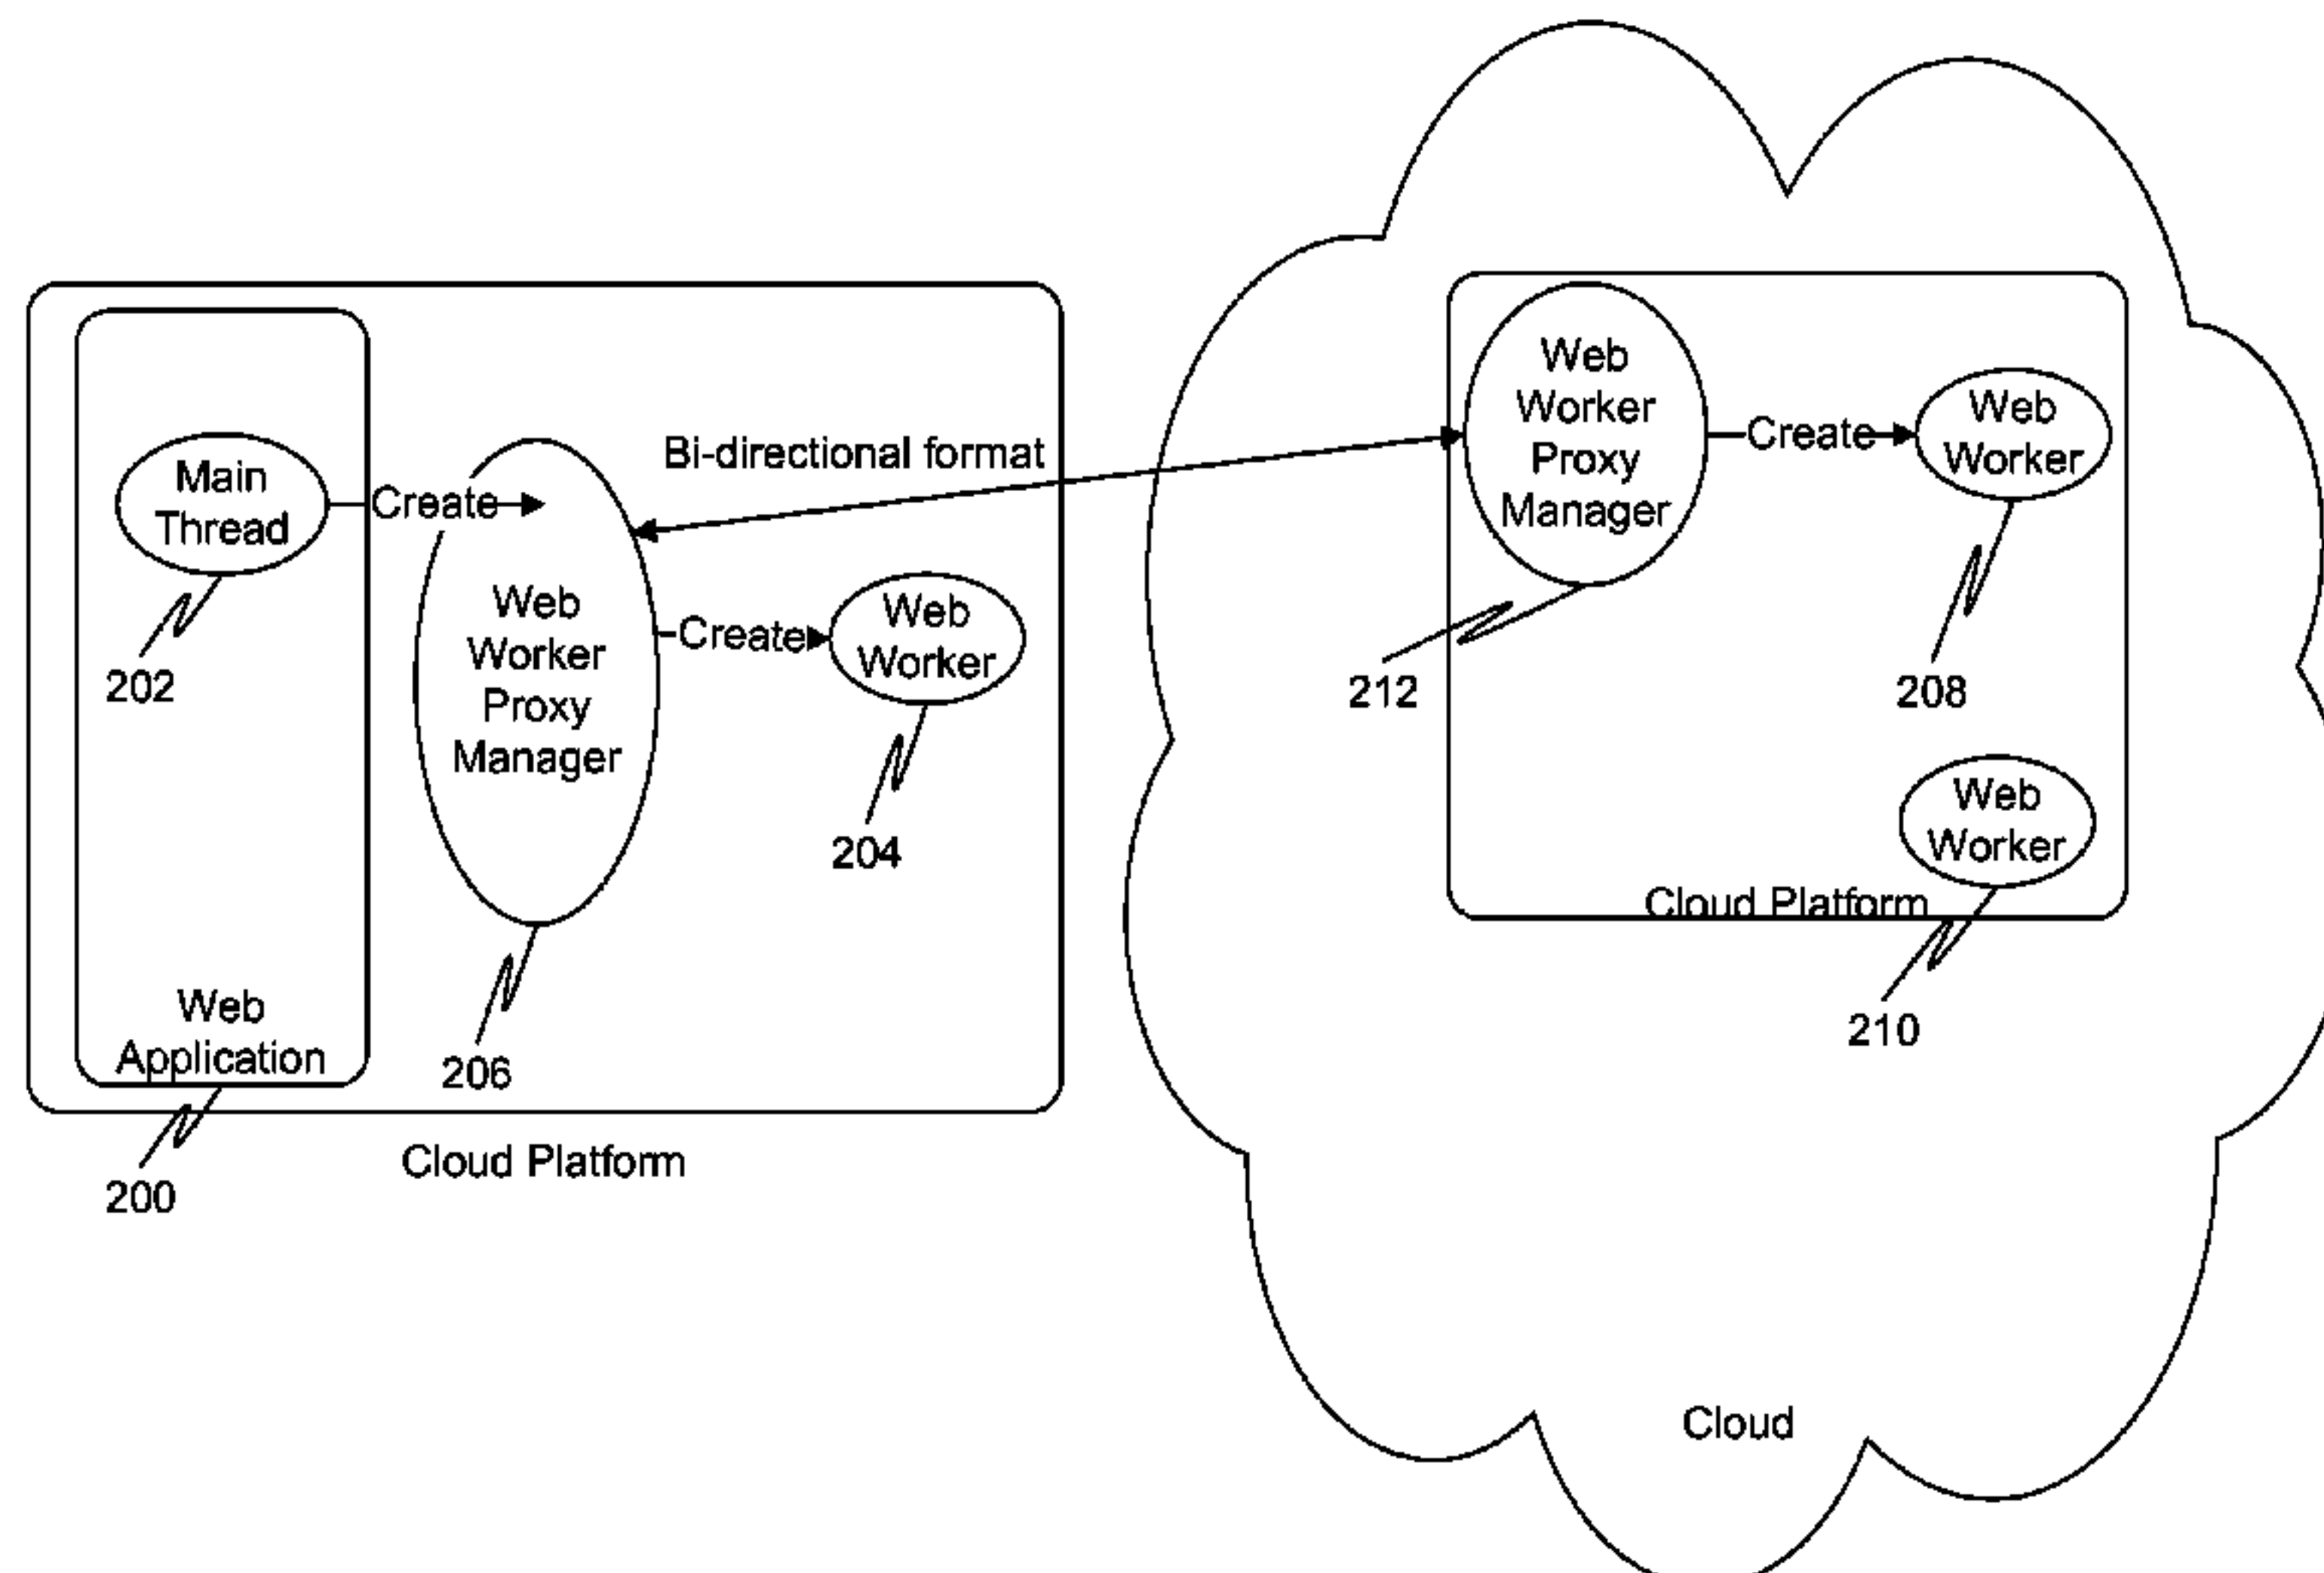 Main
Thread
202
Create
Web
Worker
Proxy
Manager
206
Create
Web
Worker
204
Web
Application
200
Cloud Platform
Bi-directional format
Web
Worker
Proxy
Manager
212
Create
Web
Worker
208
Web
Worker
210
Cloud Platform
Cloud